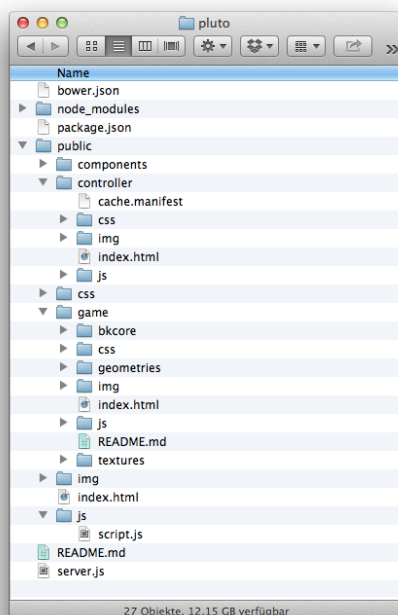 pluto
Name
bower.json
node_modules
package.json
public
components
controller
cache.manifest
css
img
index.html
js
css
game
bkcore
css
geometries
img
index.html
js
README.md
textures
img
index.html
js
script.js
README.md
server.js
27 Objekte, 12,15 GB verfügbar